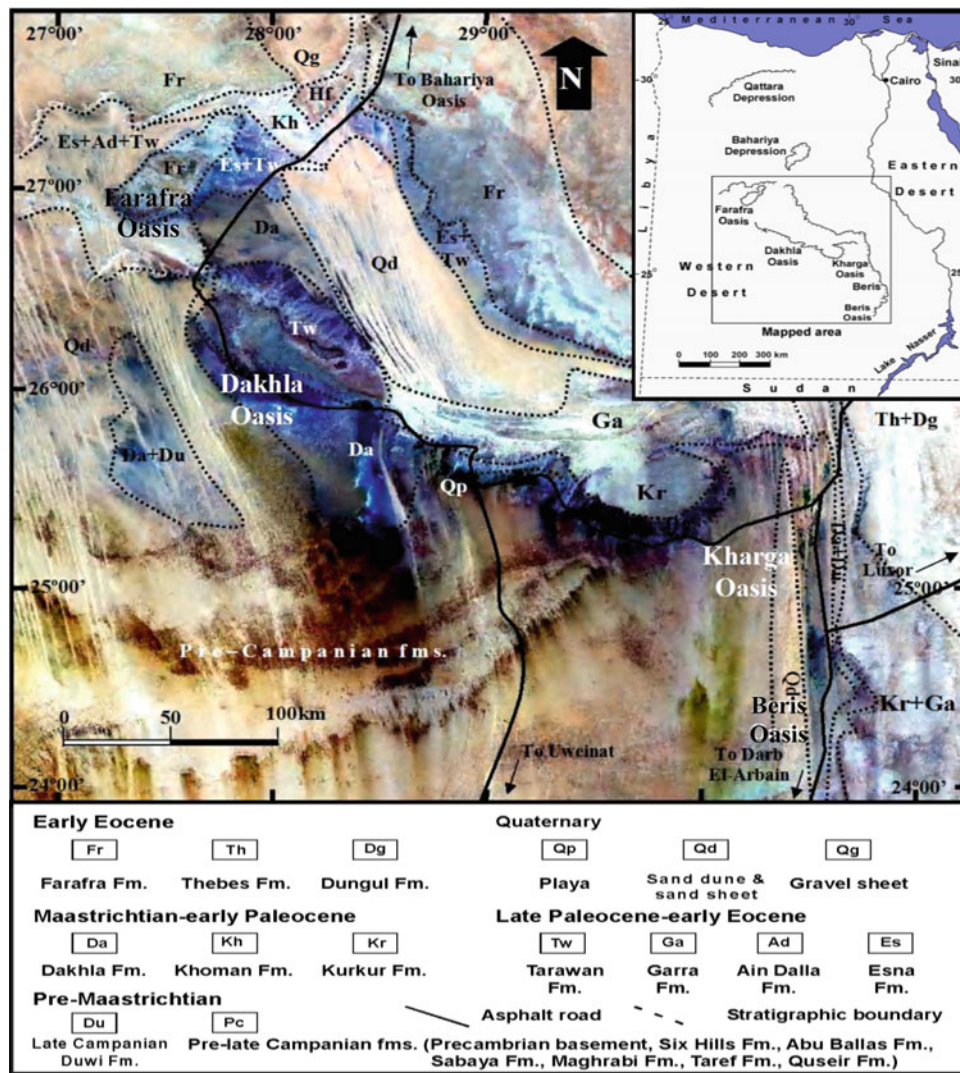 27°00' 28°00' 29°00'
Qg
N
To Bahariya
Oasis
Fr
Hf
Kh
Es+Ad+Tw
Fr
Es+Tw
27°00'
Farafra
Oasis
Fr
Da
Es+
Tw
Qd
Tw
Qd
26°00'
Dakhla
Oasis
Ga
Th+Dg
Da+Du
Da
Qp
Kr
Kharga
Oasis
To
Luxor
25°00'
25°00'
Pre-Campanian fms.
Qd
Beris
Oasis
Kr+Ga
0 50 100km
To Uweinat
To Darb
El-Arbain
24°00'
24°00'
Mediterranean Sea
30
Sinai
30
Cairo
Qattara
Depression
Libya
Bahariya
Depression
Eastern
Desert
Farafra
Oasis
Dakhla
Oasis
Kharga
Oasis
25
25
Western
Desert
Beris
Beris
Oasis
Mapped area
Lake Nasser
0 100 200 300 km
Sudan
Early Eocene Quaternary
Fr Th Dg Qp Qd Qg
Farafra Fm. Thebes Fm. Dungul Fm. Playa Sand dune & Gravel sheet
sand sheet
Maastrichtian-early Paleocene Late Paleocene-early Eocene
Da Kh Kr Tw Ga Ad Es
Dakhla Fm. Khoman Fm. Kurkur Fm. Tarawan Garra Ain Dalla Esna
Fm. Fm. Fm. Fm.
Pre-Maastrichtian Asphalt road Stratigraphic boundary
Du Pc
Late Campanian Pre-late Campanian fms. (Precambrian basement, Six Hills Fm., Abu Ballas Fm.,
Duwi Fm. Sabaya Fm., Maghrabi Fm., Taref Fm., Quseir Fm.)